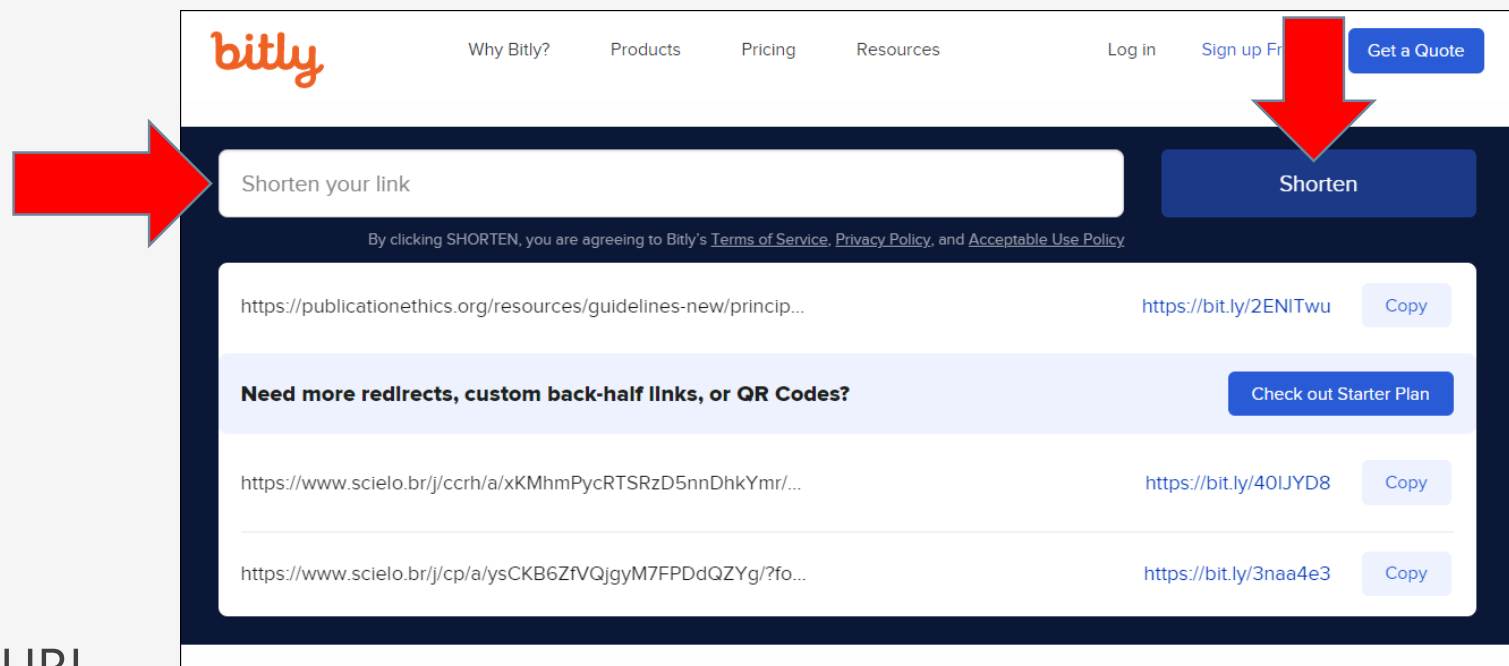 bitly
Why Bitly? Products Pricing Resources Log in Sign up Get a Quote
Shorten your link Shorten
By clicking SHORTEN, you are agreeing to Bitly's Terms of Service, Privacy Policy, and Acceptable Use Policy
https://publicationethics.org/resources/guidelines-new/princip... https://bit.ly/2ENlTwu Copy
Need more redirects, custom back-half links, or QR Codes? Check out Starter Plan
https://www.scielo.br/j/ccrh/a/xKMhmPycRTSRzD5nnDhkYmr/... https://bit.ly/40lJYD8 Copy
https://www.scielo.br/j/cp/a/ysCKB6ZfVQjgyM7FPDdQZYg/?fo... https://bit.ly/3naa4e3 Copy